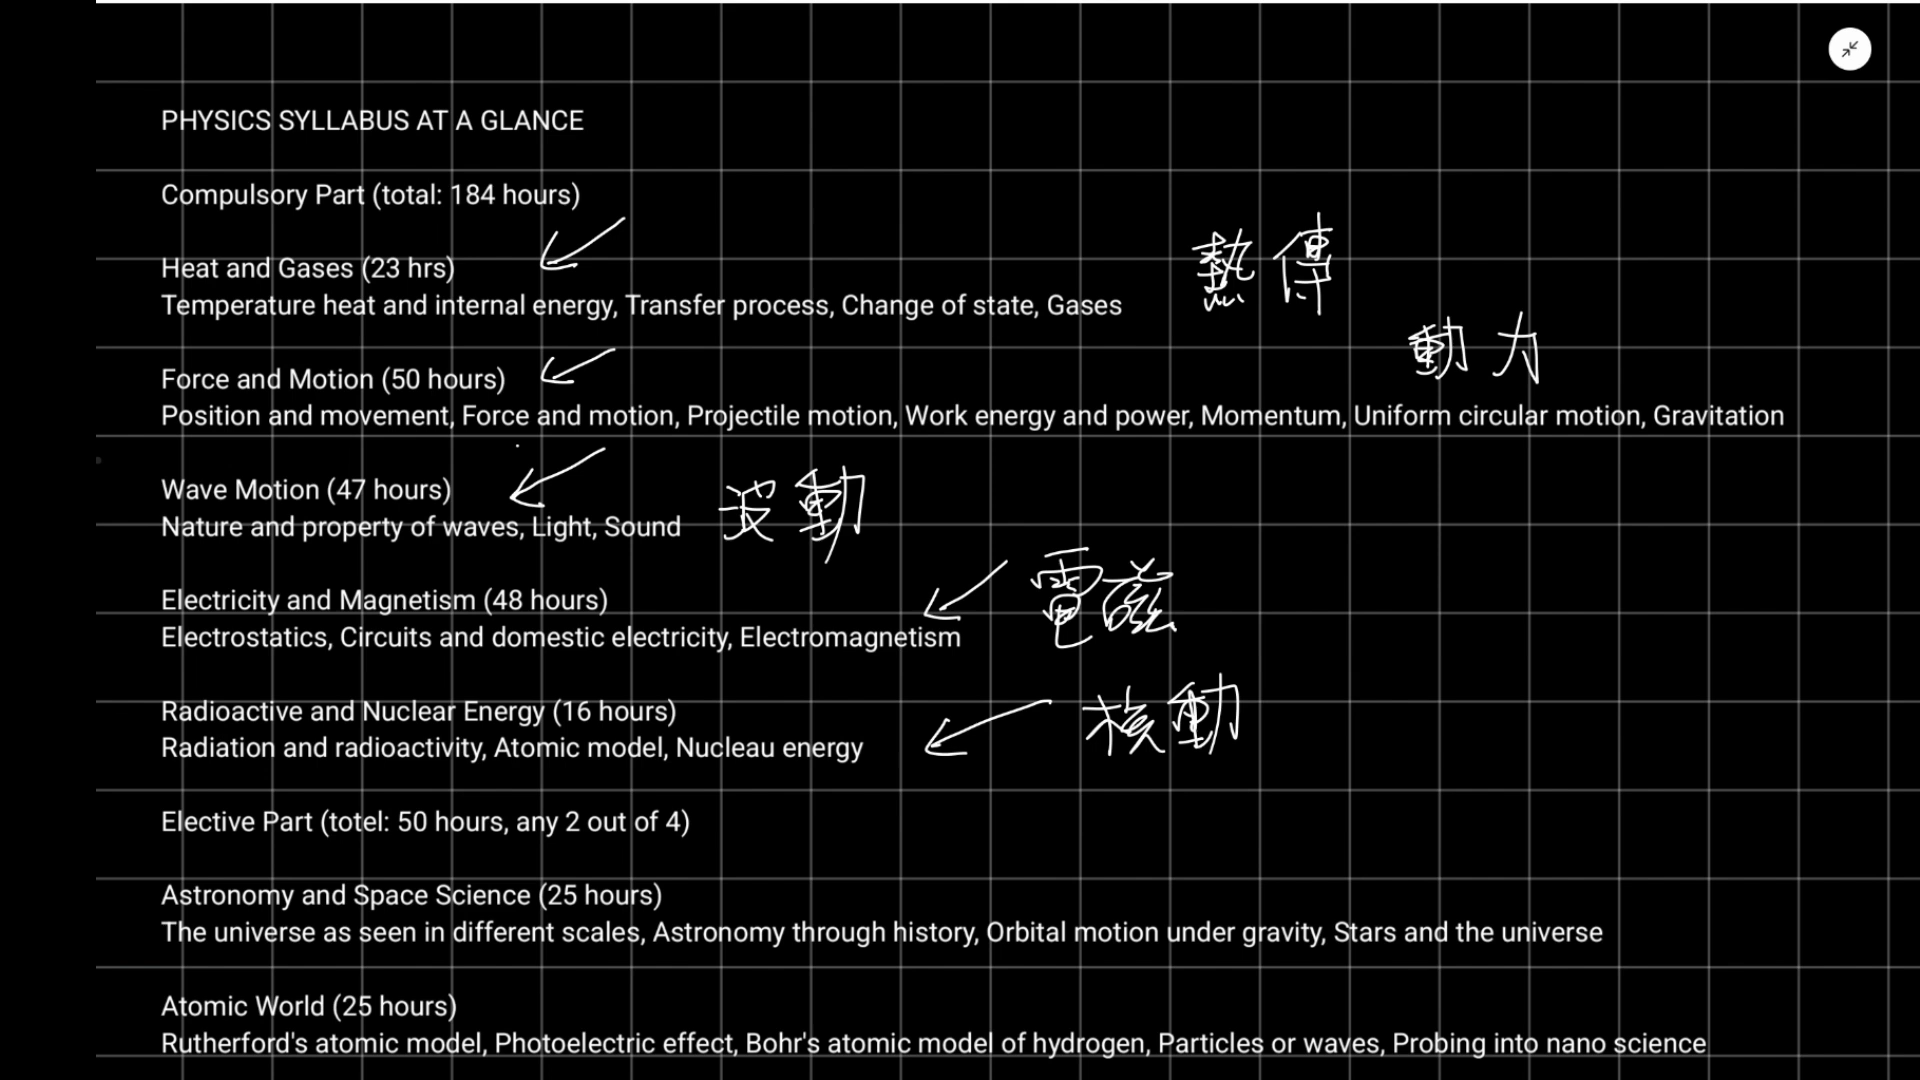 PHYSICS SYLLABUS AT A GLANCE
Compulsory Part (total: 184 hours)
Heat and Gases (23 hrs)
熱傳
Temperature heat and internal energy, Transfer process, Change of state, Gases
動力
Force and Motion (50 hours)
Position and movement, Force and motion, Projectile motion, Work energy and power, Momentum, Uniform circular motion, Gravitation
Wave Motion (47 hours)
波動
Nature and property of waves, Light, Sound
Electricity and Magnetism (48 hours)
電磁
Electrostatics, Circuits and domestic electricity, Electromagnetism
Radioactive and Nuclear Energy (16 hours)
核動
Radiation and radioactivity, Atomic model, Nucleau energy
Elective Part (totel: 50 hours, any 2 out of 4)
Astronomy and Space Science (25 hours)
The universe as seen in different scales, Astronomy through history, Orbital motion under gravity, Stars and the universe
Atomic World (25 hours)
Rutherford's atomic model, Photoelectric effect, Bohr's atomic model of hydrogen, Particles or waves, Probing into nano science